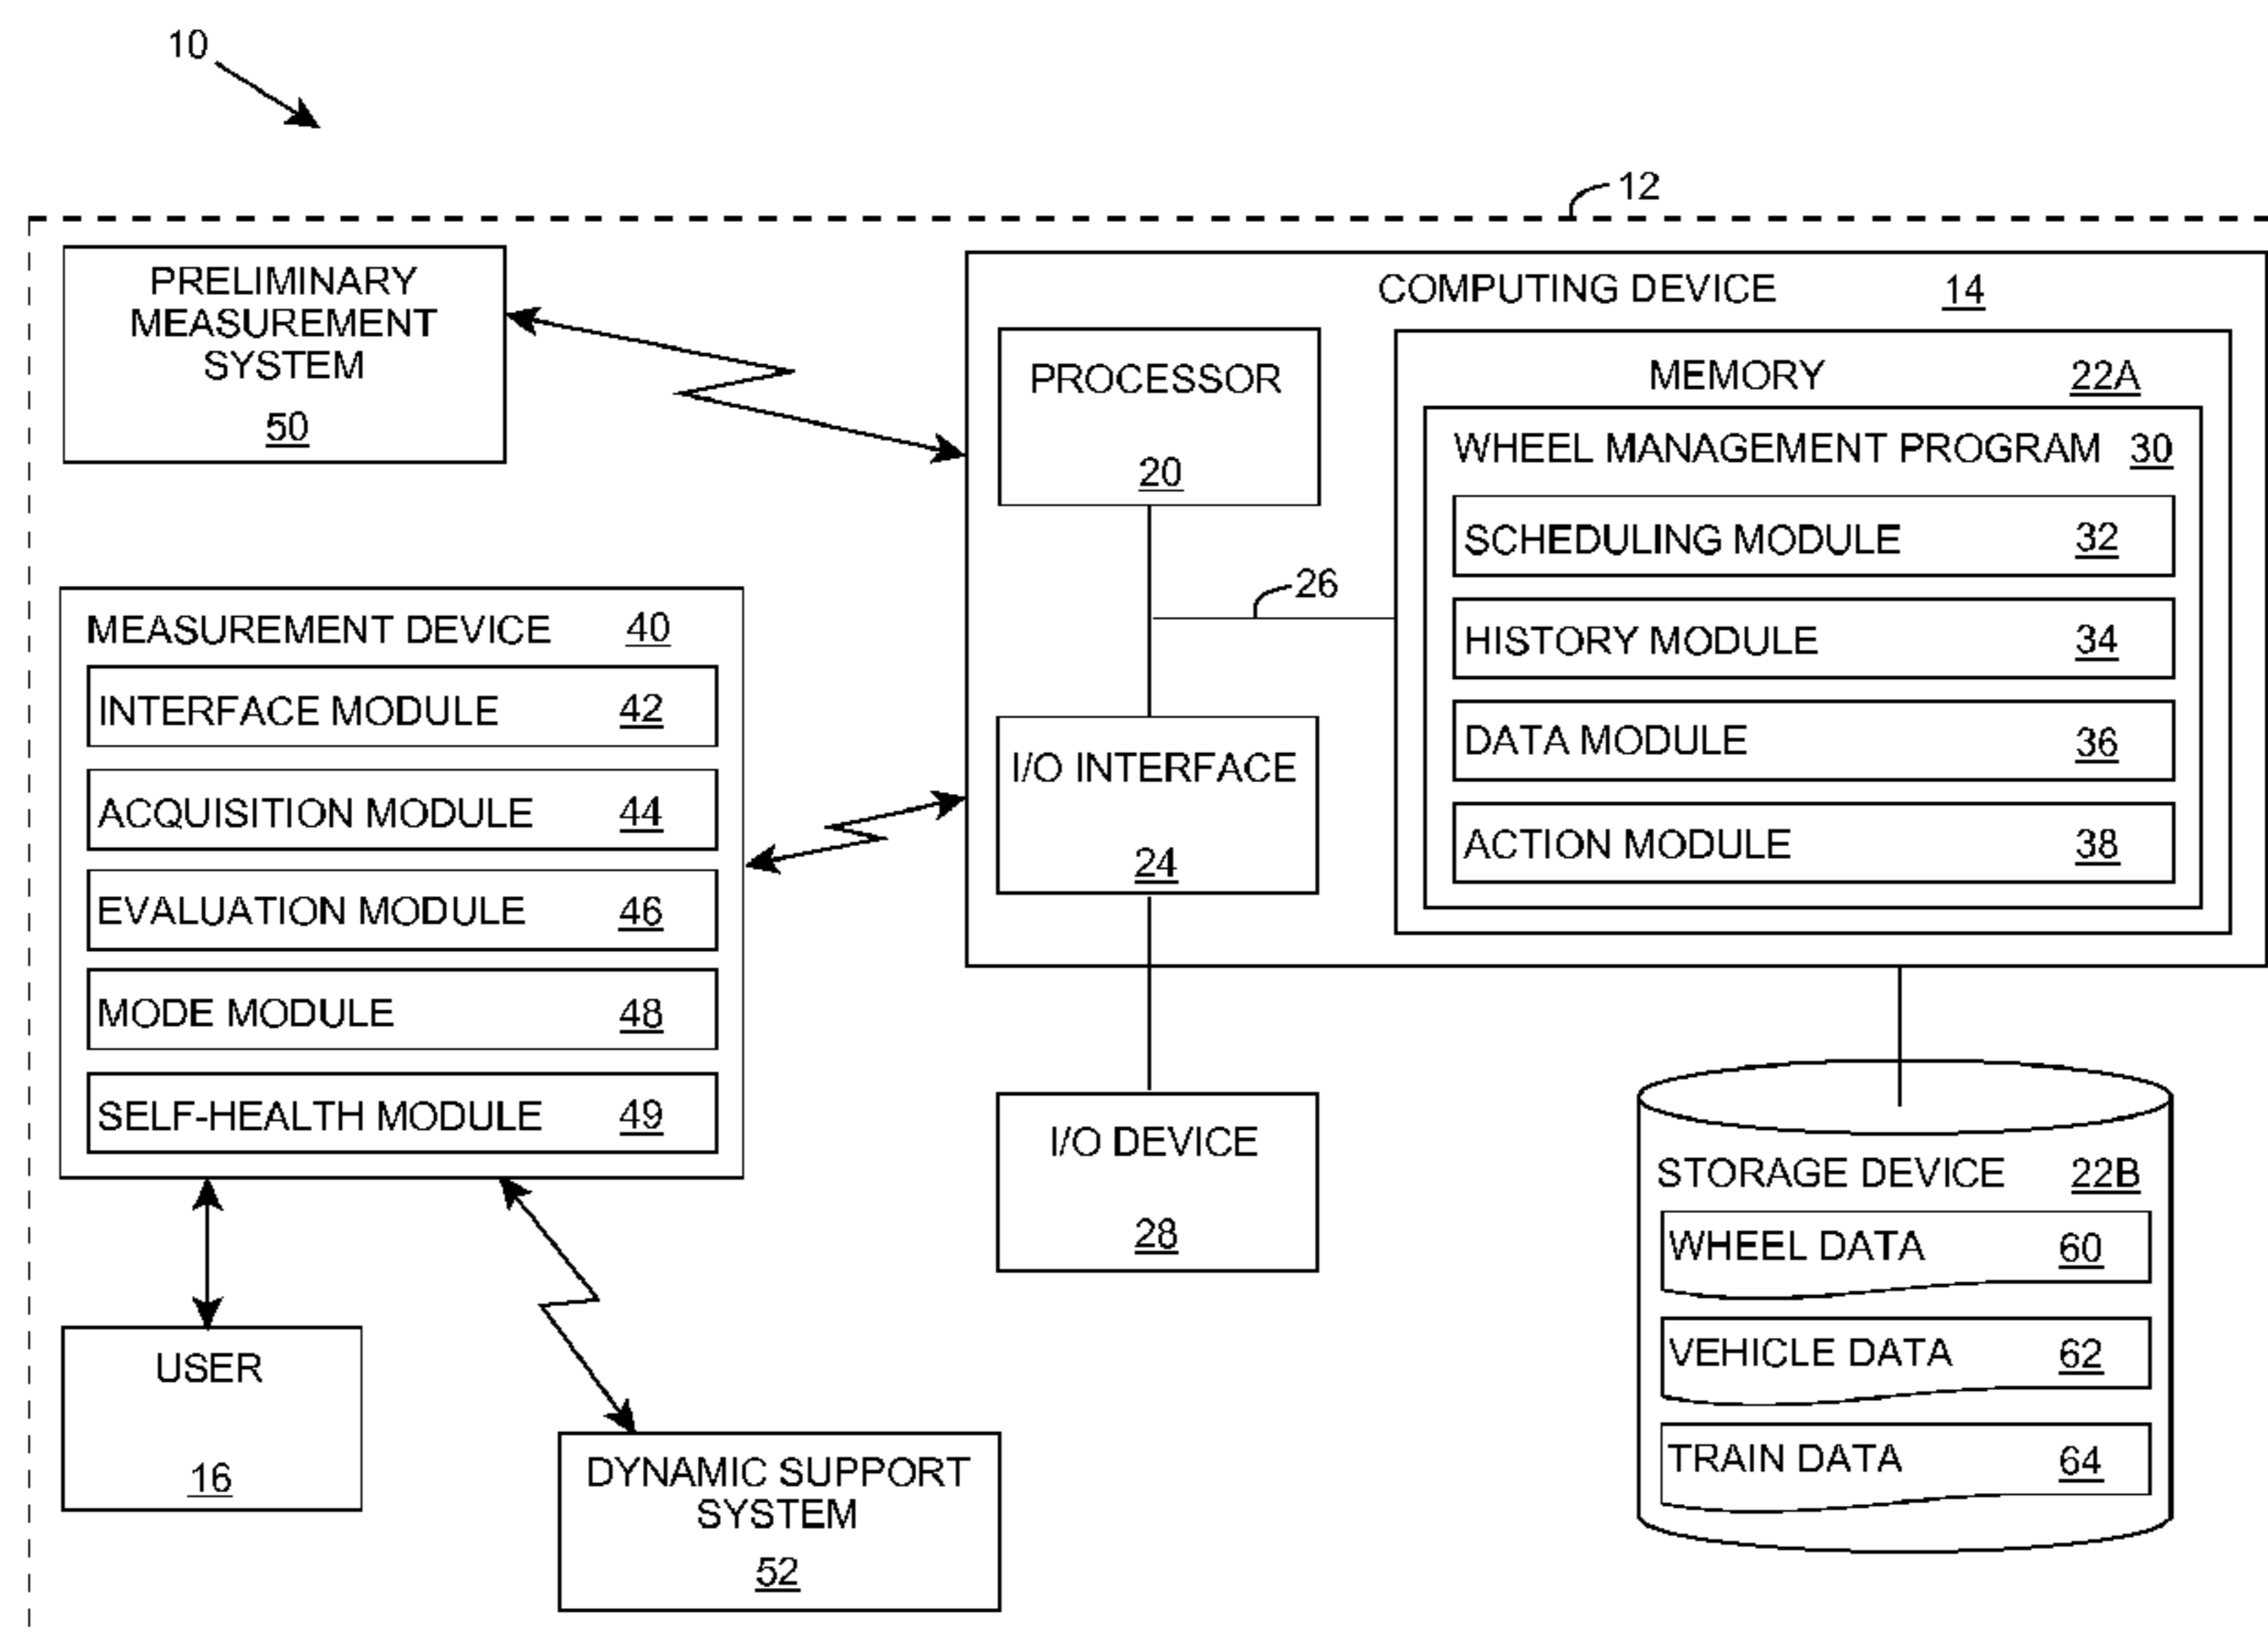 10
12
PRELIMINARY
MEASUREMENT
SYSTEM
50
COMPUTING DEVICE 14
PROCESSOR
20
MEMORY 22A
WHEEL MANAGEMENT PROGRAM 30
SCHEDULING MODULE 32
HISTORY MODULE 34
DATA MODULE 36
ACTION MODULE 38
26
I/O INTERFACE
24
MEASUREMENT DEVICE 40
INTERFACE MODULE 42
ACQUISITION MODULE 44
EVALUATION MODULE 46
MODE MODULE 48
SELF-HEALTH MODULE 49
I/O DEVICE
28
STORAGE DEVICE 22B
WHEEL DATA 60
VEHICLE DATA 62
TRAIN DATA 64
USER
16
DYNAMIC SUPPORT
SYSTEM
52